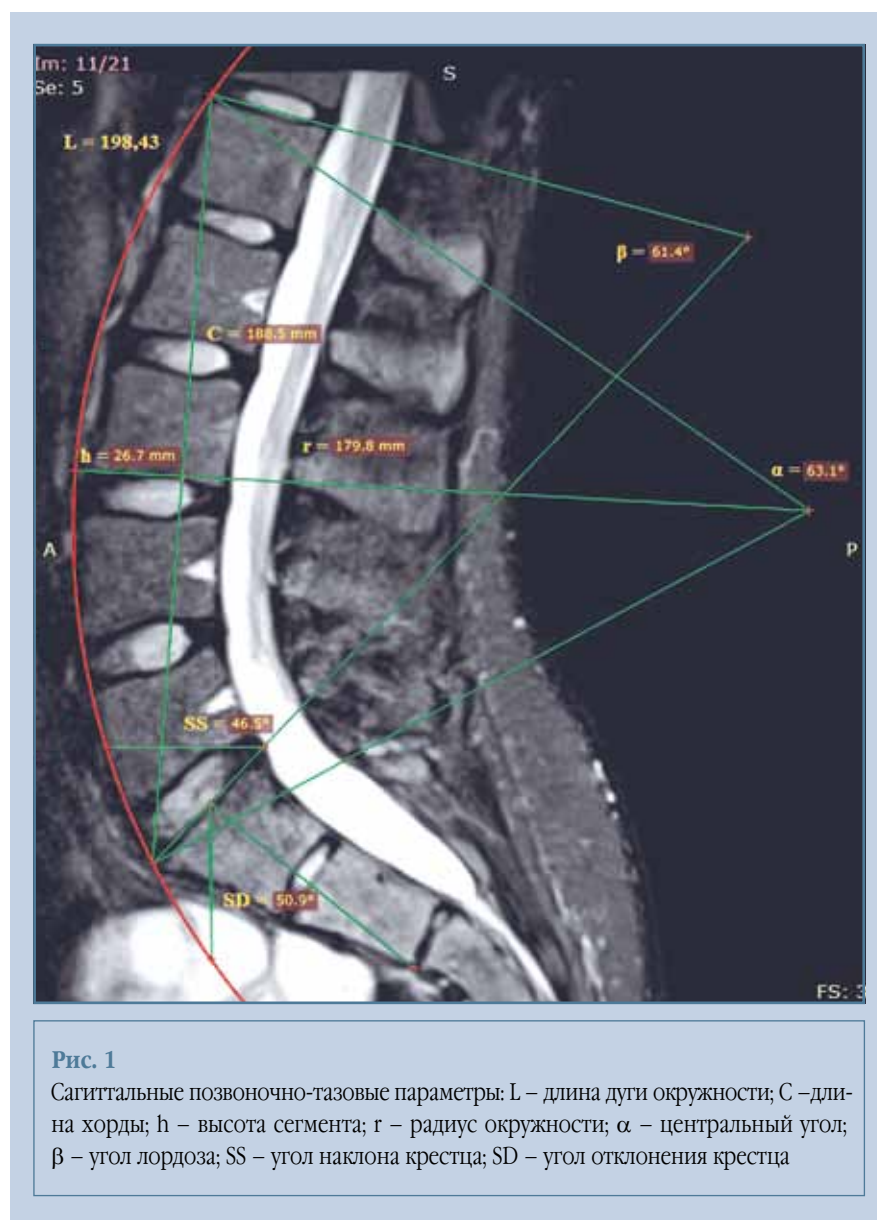 Im: 11/21
Se: 5
S
L = 198,43
β = 61.4°
C = 188.5 mm
h = 26.7 mm
r = 179.8 mm
α = 63.1°
A
P
SS = 46.5°
SD = 50.9°
FS: 3
Рис. 1
Сагиттальные позвоночно-тазовые параметры: L – длина дуги окружности; C –дли-
на хорды; h – высота сегмента; r – радиус окружности; α – центральный угол;
β – угол лордоза; SS – угол наклона крестца; SD – угол отклонения крестца